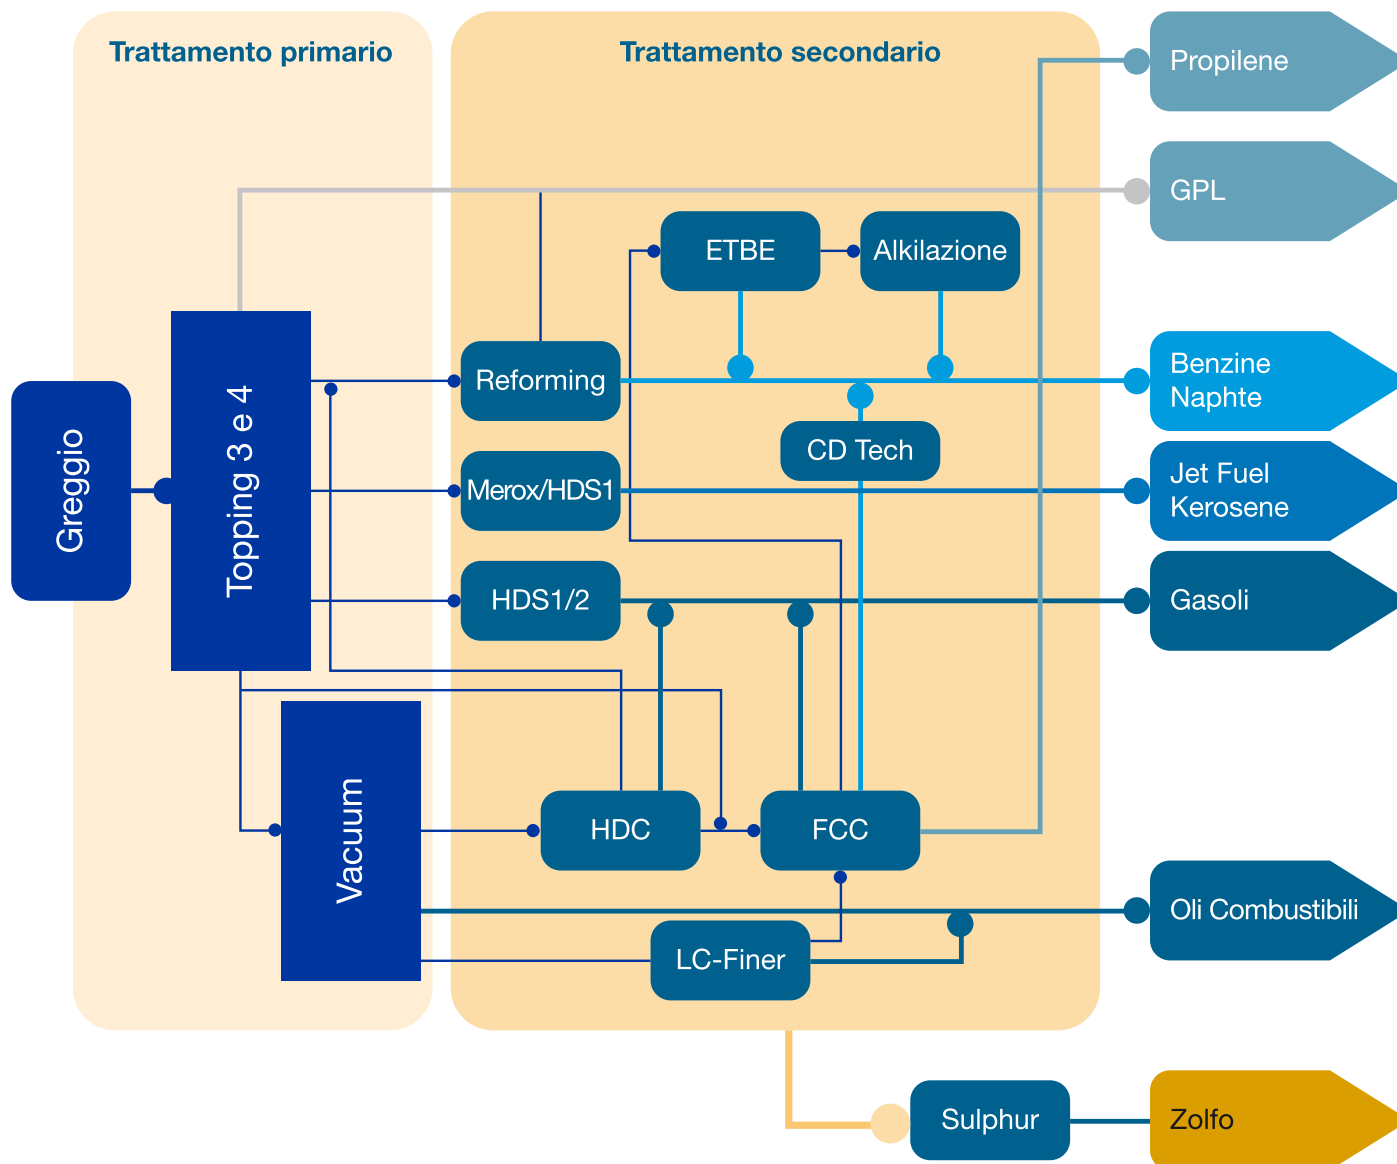 Trattamento primario
Trattamento secondario
Propilene
GPL
ETBE
Alkilazione
Reforming
Benzine
Naphte
CD Tech
Greggio
Topping 3 e 4
Merox/HDS1
Jet Fuel
Kerosene
HDS1/2
Gasoli
Vacuum
HDC
FCC
Oli Combustibili
LC-Finer
Sulphur
Zolfo